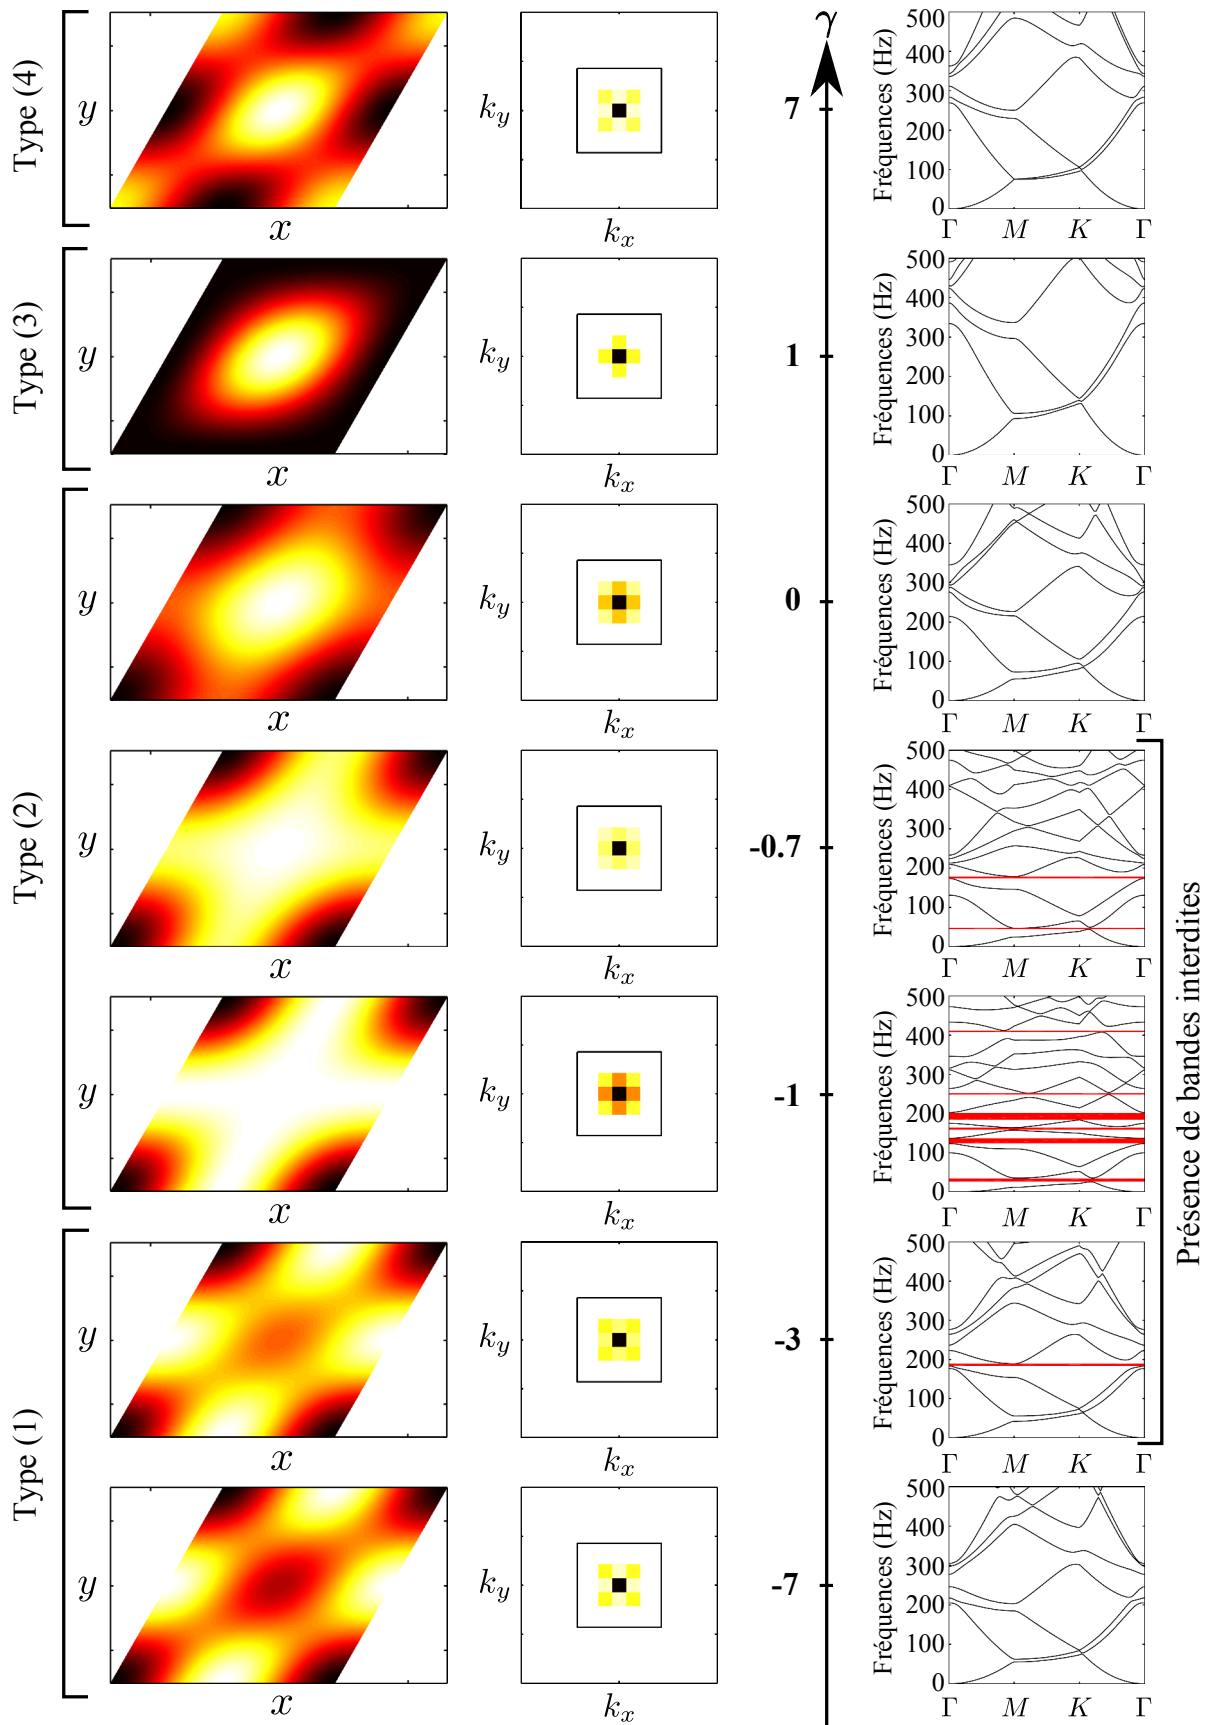 γ
Type (4)
y
x
k_y
k_x
7
Fréquences (Hz)
500
400
300
200
100
0
Γ M K Γ
Type (3)
y
x
k_y
k_x
1
Fréquences (Hz)
500
400
300
200
100
0
Γ M K Γ
Type (2)
y
x
k_y
k_x
0
Fréquences (Hz)
500
400
300
200
100
0
Γ M K Γ
y
x
k_y
k_x
-0.7
Fréquences (Hz)
500
400
300
200
100
0
Γ M K Γ
y
x
k_y
k_x
-1
Fréquences (Hz)
500
400
300
200
100
0
Γ M K Γ
Présence de bandes interdites
Type (1)
y
x
k_y
k_x
-3
Fréquences (Hz)
500
400
300
200
100
0
Γ M K Γ
y
x
k_y
k_x
-7
Fréquences (Hz)
500
400
300
200
100
0
Γ M K Γ